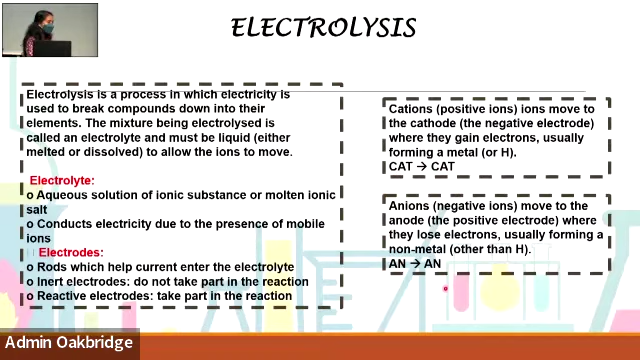 ELECTROLYSIS
Electrolysis is a process in which electricity is
used to break compounds down into their
elements. The mixture being electrolysed is
called an electrolyte and must be liquid (either
melted or dissolved) to allow the ions to move.
Electrolyte:
o Aqueous solution of ionic substance or molten ionic
salt
o Conducts electricity due to the presence of mobile
ions
Electrodes:
o Rods which help current enter the electrolyte
o Inert electrodes: do not take part in the reaction
o Reactive electrodes: take part in the reaction
Cations (positive ions) ions move to
the cathode (the negative electrode)
where they gain electrons, usually
forming a metal (or H).
CAT → CAT
Anions (negative ions) move to the
anode (the positive electrode) where
they lose electrons, usually forming a
non-metal (other than H).
AN → AN
Admin Oakbridge